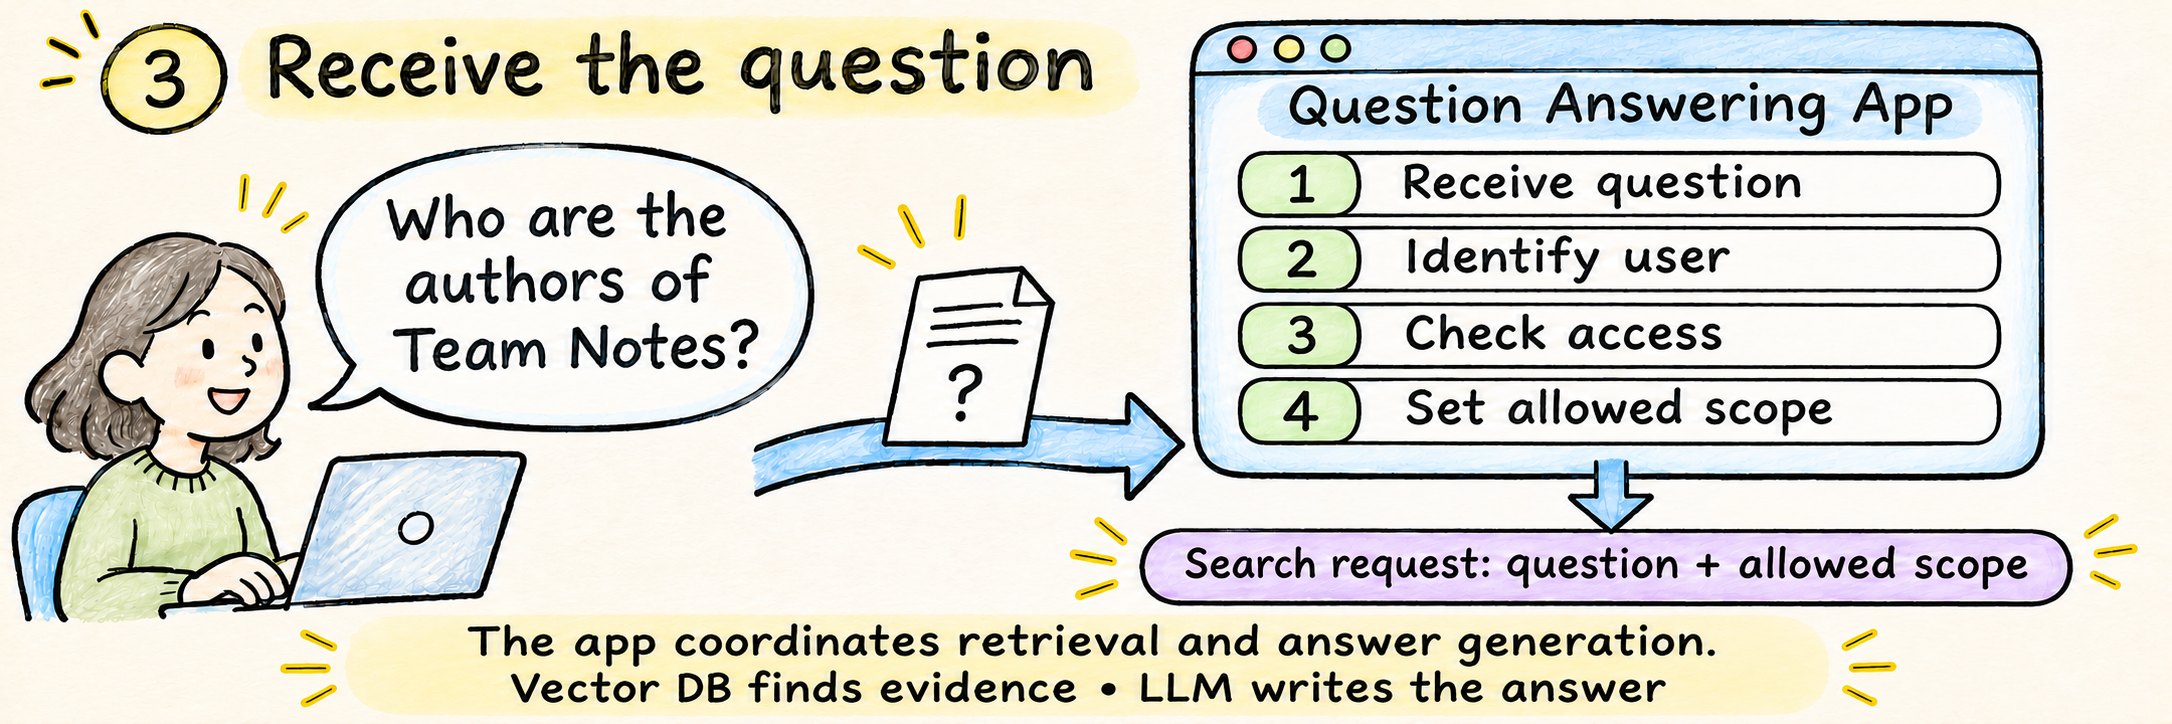 3 Receive the question
Who are the
authors of
Team Notes?
?
Question Answering App
1 Receive question
2 Identify user
3 Check access
4 Set allowed scope
Search request: question + allowed scope
The app coordinates retrieval and answer generation.
Vector DB finds evidence • LLM writes the answer